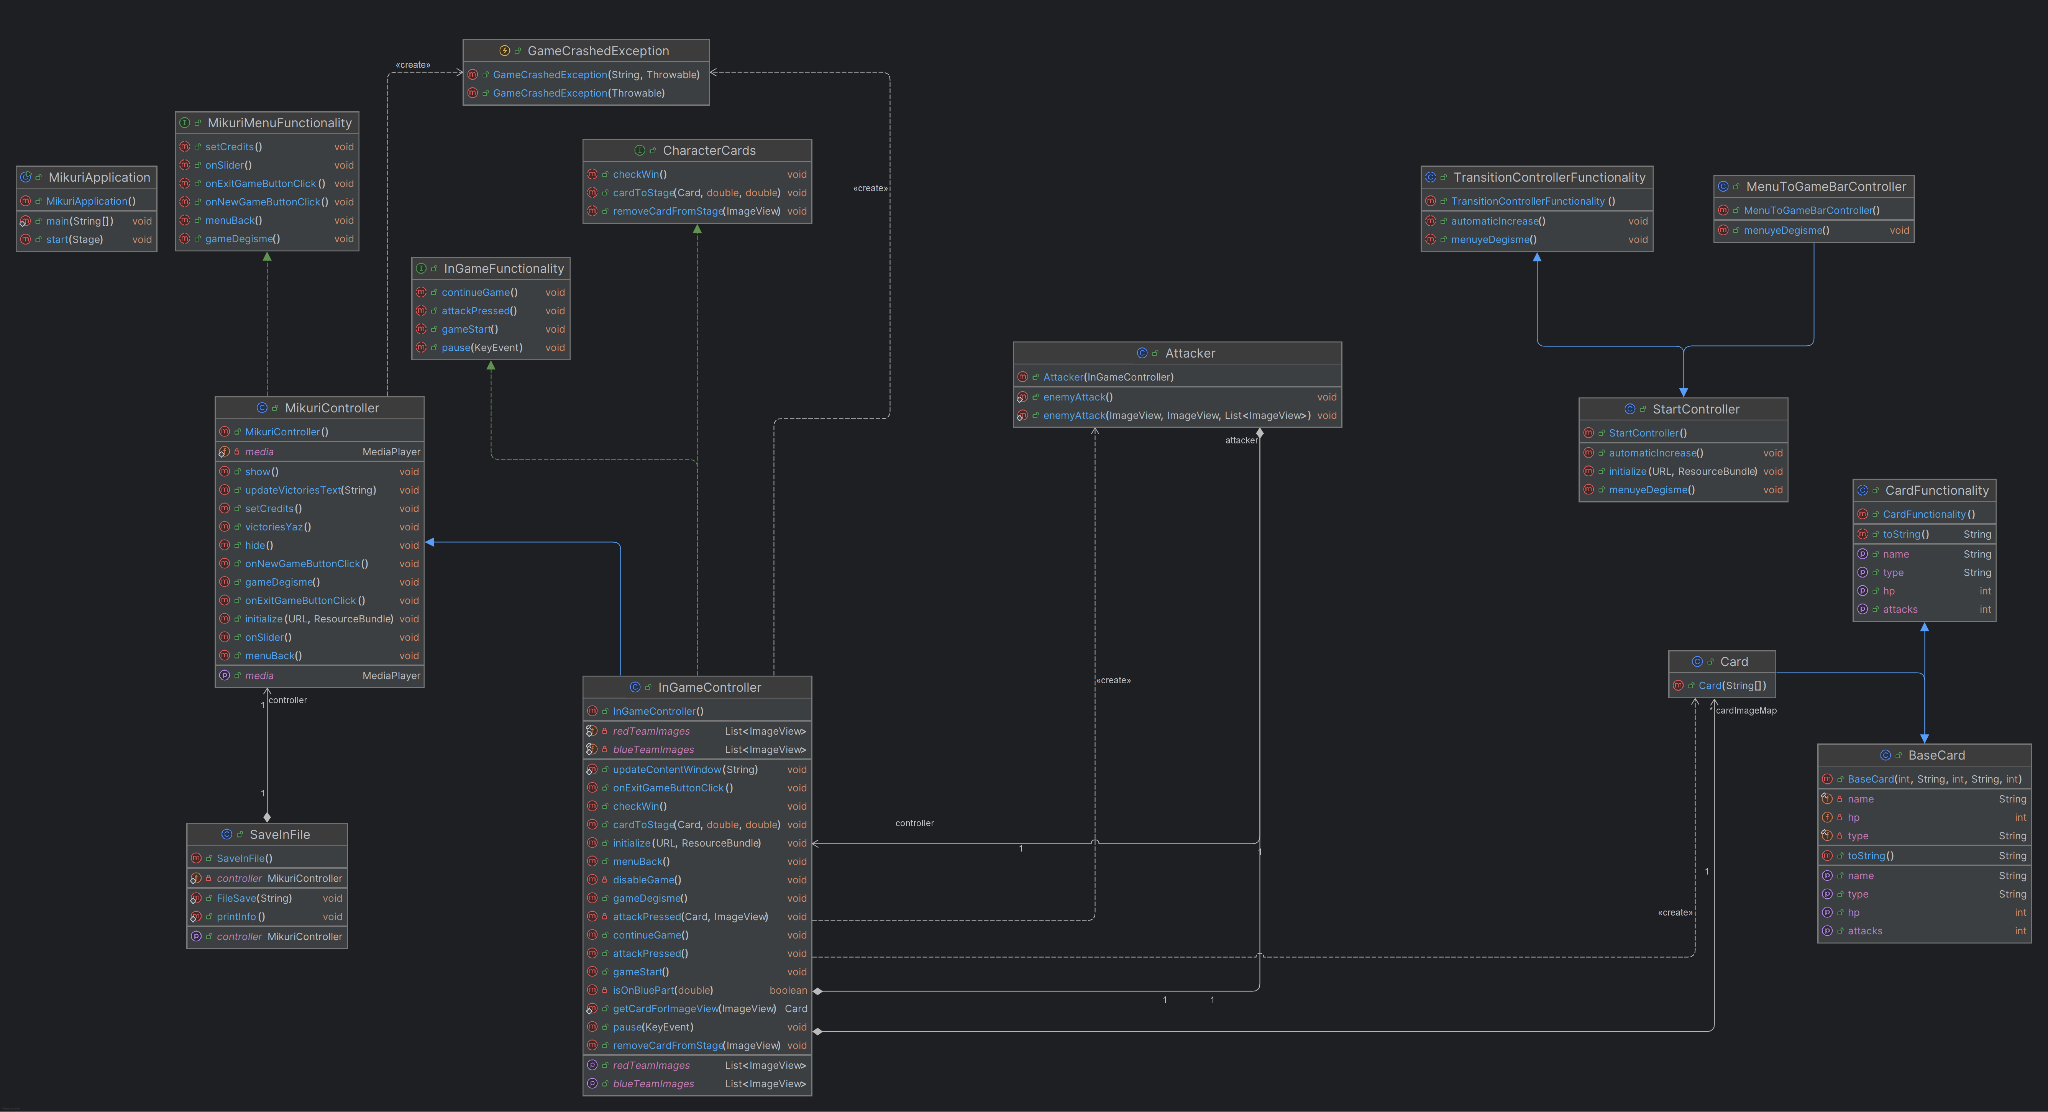 GameCrashedException
GameCrashedException(String, Throwable)
GameCrashedException(Throwable)
«create»
«create»
MikuriMenuFunctionality
setCredits() void
onSlider() void
onExitGameButtonClick() void
onNewGameButtonClick() void
menuBack() void
gameDegisme() void
MikuriApplication
MikuriApplication()
main(String[]) void
start(Stage) void
CharacterCards
checkWin() void
cardToStage(Card, double, double) void
removeCardFromStage(ImageView) void
InGameFunctionality
continueGame() void
attackPressed() void
gameStart() void
pause(KeyEvent) void
TransitionControllerFunctionality
TransitionControllerFunctionality()
automaticIncrease() void
menuyeDegisme() void
MenuToGameBarController
MenuToGameBarController()
menuyeDegisme() void
Attacker
Attacker(InGameController)
enemyAttack() void
enemyAttack(ImageView, ImageView, List<ImageView>) void
attacker
StartController
StartController()
automaticIncrease() void
initialize(URL, ResourceBundle) void
menuyeDegisme() void
MikuriController
MikuriController()
media MediaPlayer
show() void
updateVictoriesText(String) void
setCredits() void
victoriesYaz() void
hide() void
onNewGameButtonClick() void
gameDegisme() void
onExitGameButtonClick() void
initialize(URL, ResourceBundle) void
onSlider() void
menuBack() void
media MediaPlayer
controller
1
1
SaveInFile
SaveInFile()
controller MikuriController
FileSave(String) void
printInfo() void
controller MikuriController
CardFunctionality
CardFunctionality()
toString() String
name String
type String
hp int
attacks int
Card
Card(String[])
* cardImageMap
BaseCard
BaseCard(int, String, int, String, int)
name String
hp int
type String
toString() String
name String
type String
hp int
attacks int
InGameController
InGameController()
redTeamImages List<ImageView>
blueTeamImages List<ImageView>
updateContentWindow(String) void
onExitGameButtonClick() void
checkWin() void
cardToStage(Card, double, double) void
initialize(URL, ResourceBundle) void
menuBack() void
disableGame() void
gameDegisme() void
attackPressed(Card, ImageView) void
continueGame() void
attackPressed() void
gameStart() void
isOnBluePart(double) boolean
getCardForImageView(ImageView) Card
pause(KeyEvent) void
removeCardFromStage(ImageView) void
redTeamImages List<ImageView>
blueTeamImages List<ImageView>
«create»
controller
1
1
1
«create»
1
1